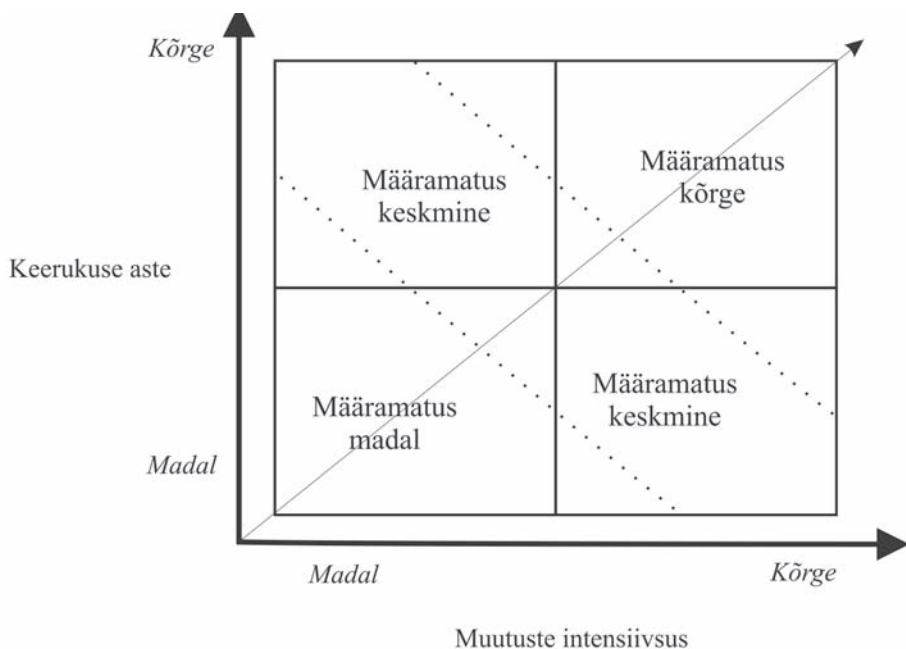 Kõrge
Määramatus
kõrge
Määramatus
keskmine
Keerukuse aste
Määramatus
keskmine
Määramatus
madal
Madal
Madal
Kõrge
Muutuste intensiivsus